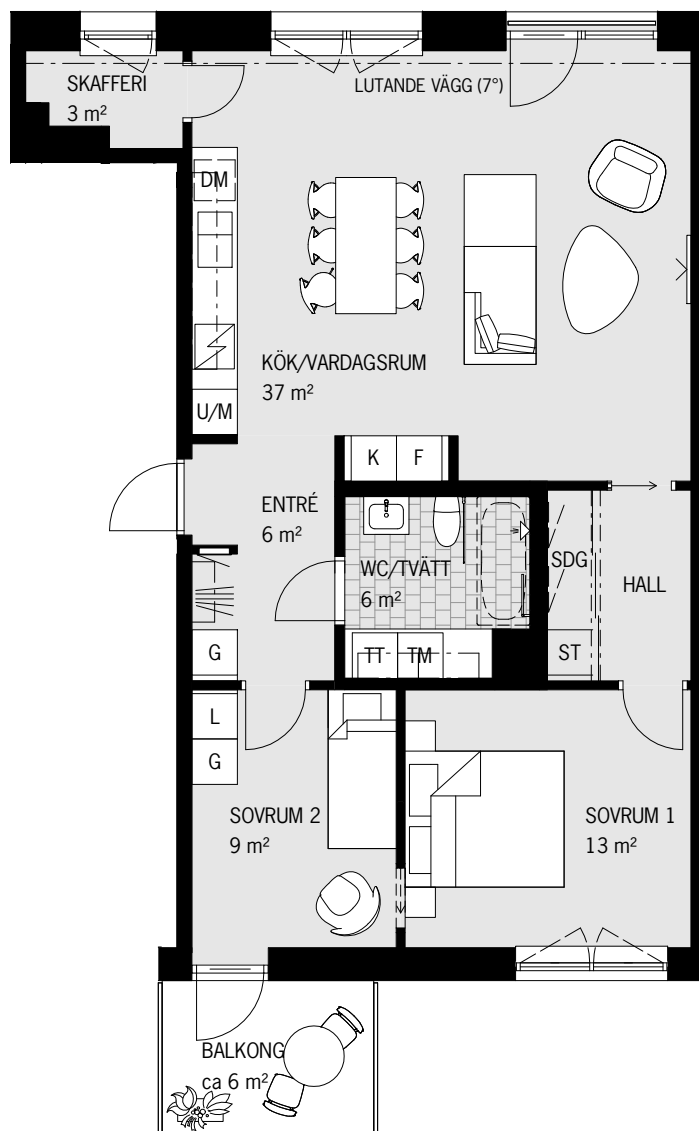 SKAFFERI
3 m²
LUTANDE VÄGG (7°)
DM
KÖK/VARDAGSRUM
37 m²
U/M
K
F
ENTRÉ
6 m²
WC/TVÄTT
6 m²
SDG
HALL
G
TT
TM
ST
L
G
SOVRUM 2
9 m²
SOVRUM 1
13 m²
BALKONG
ca 6 m²